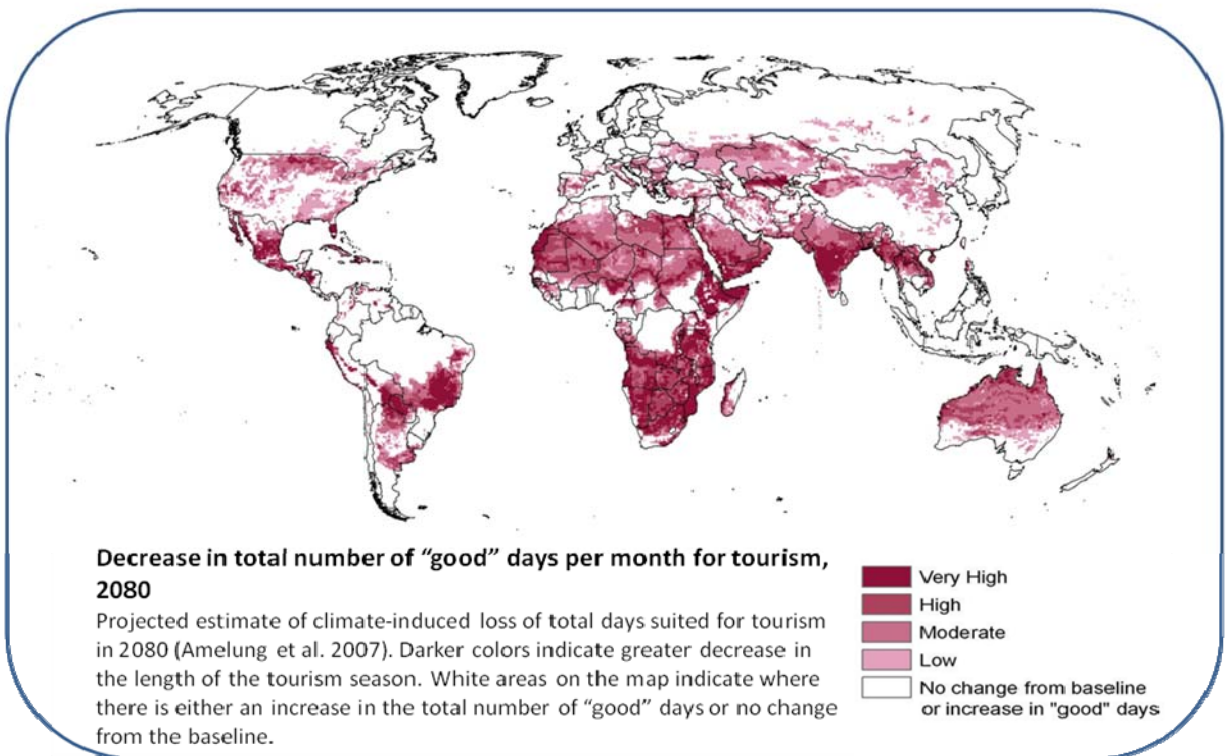 Decrease in total number of “good” days per month for tourism,
2080
Projected estimate of climate-induced loss of total days suited for tourism
in 2080 (Amelung et al. 2007). Darker colors indicate greater decrease in
the length of the tourism season. White areas on the map indicate where
there is either an increase in the total number of “good” days or no change
from the baseline.
Very High
High
Moderate
Low
No change from baseline
or increase in "good" days